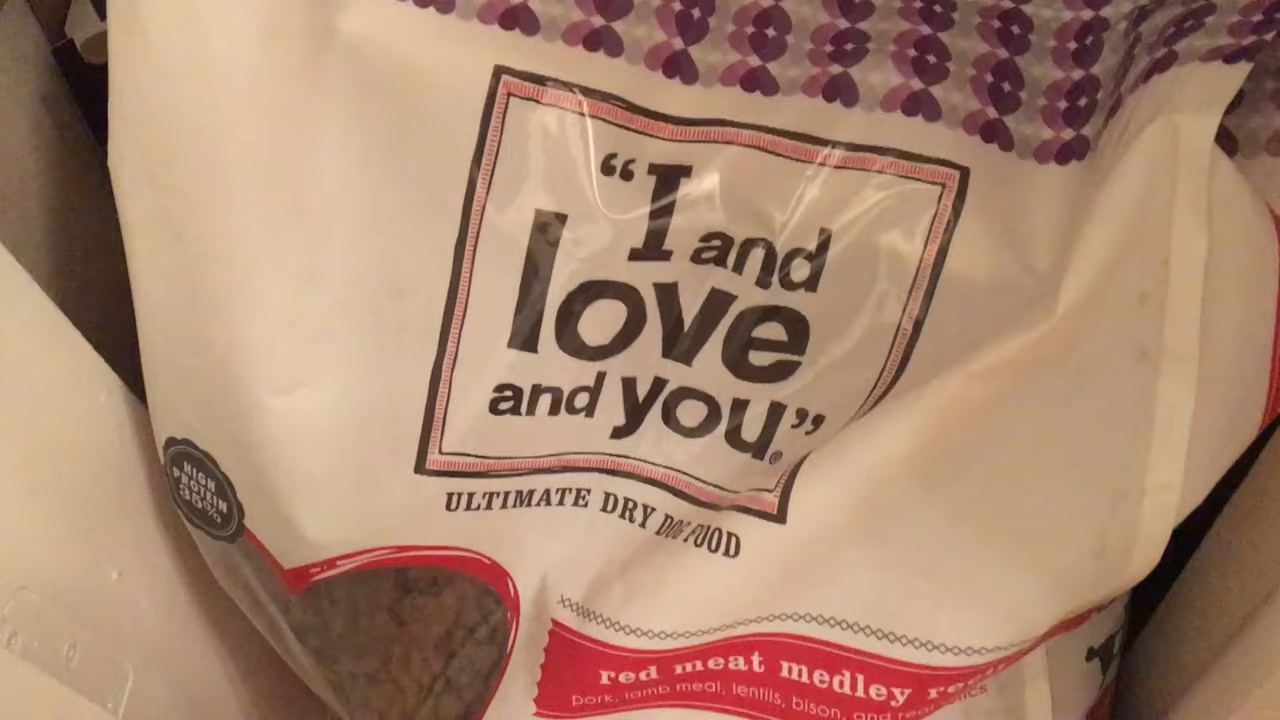 “I and
love
and you”®
ULTIMATE DRY DOG FOOD
HIGH
PROTEIN
35%
red meat medley
pork, lamb meal, lentils, bison, and